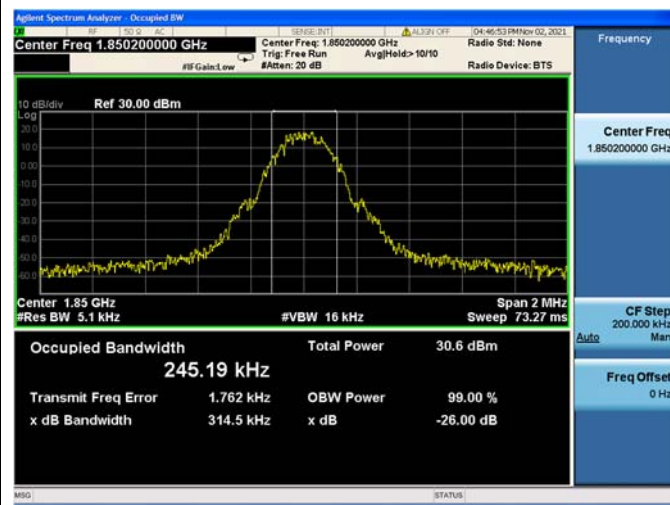 Agilent Spectrum Analyzer - Occupied BW
RF 50 Ω AC SENSE:INT ALIGN OFF 04:46:53 PM Nov 02, 2021
Center Freq 1.850200000 GHz
Center Freq: 1.850200000 GHz
Radio Std: None
Trig: Free Run Avg|Hold:>10/10
#IFGain:Low #Atten: 20 dB Radio Device: BTS
10 dB/div Ref 30.00 dBm
Log
20.0
10.0
0.00
-10.0
-20.0
-30.0
-40.0
-50.0
-60.0
Center 1.85 GHz Span 2 MHz
#Res BW 5.1 kHz #VBW 16 kHz Sweep 73.27 ms
Occupied Bandwidth Total Power 30.6 dBm
245.19 kHz
Transmit Freq Error 1.762 kHz OBW Power 99.00 %
x dB Bandwidth 314.5 kHz x dB -26.00 dB
MSG STATUS
Frequency
Center Freq
1.850200000 GHz
CF Step
200.000 kHz
Auto Man
Freq Offset
0 Hz